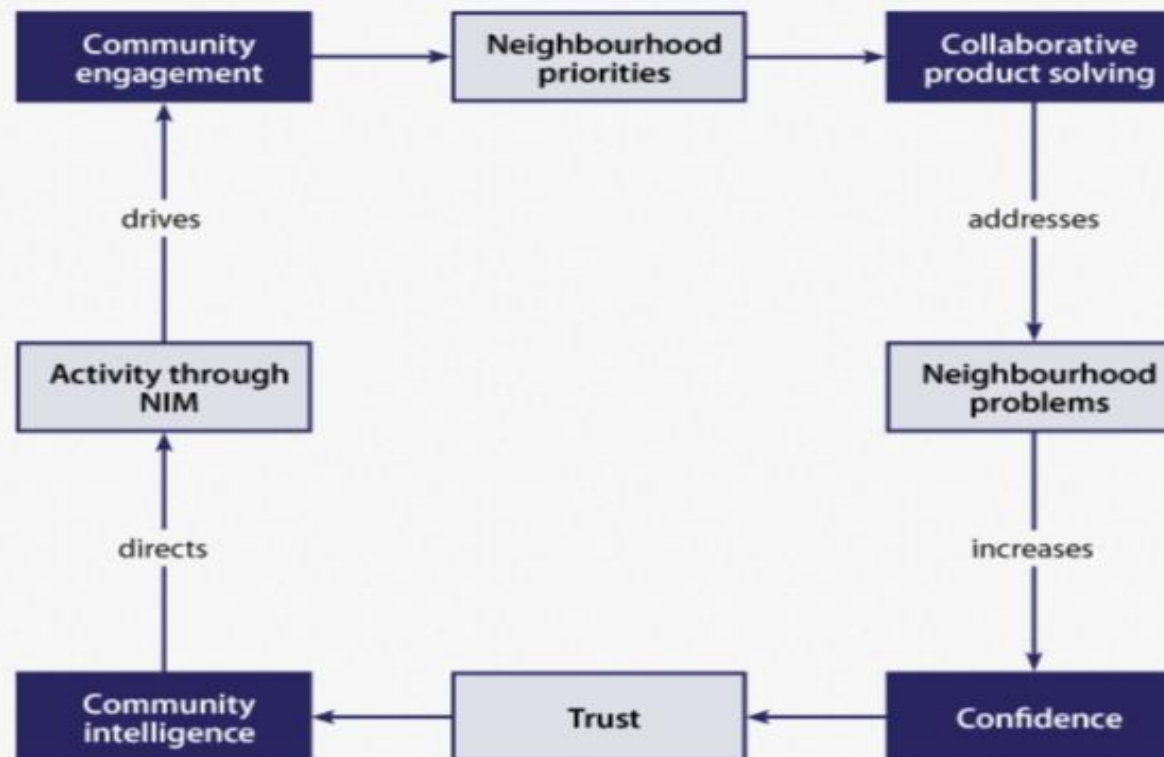 Community
engagement
Neighbourhood
priorities
Collaborative
product solving
drives
addresses
Activity through
NIM
Neighbourhood
problems
directs
increases
Community
intelligence
Trust
Confidence